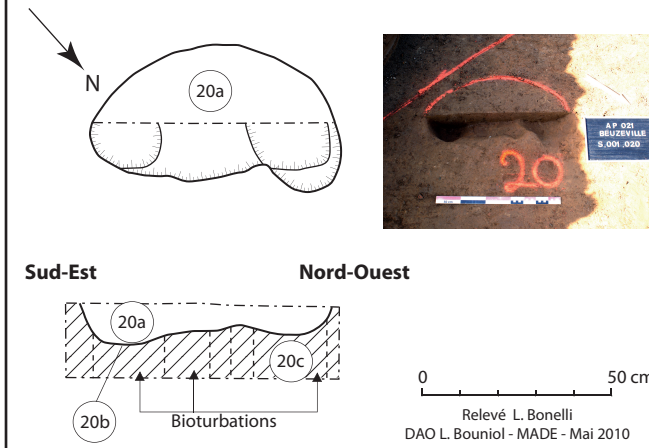 N
20a
AP 021
BEUZEVILLE
S.001.020
20
Sud-Est Nord-Ouest
20a
20c
20b
Bioturbations
0 50 cm
Relevé L. Bonelli
DAO L. Bouniol - MADE - Mai 2010